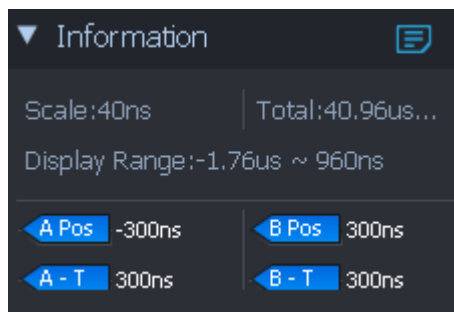 Information
Scale:40ns Total:40.96us...
Display Range:-1.76us ~ 960ns
A Pos -300ns B Pos 300ns
A - T 300ns B - T 300ns